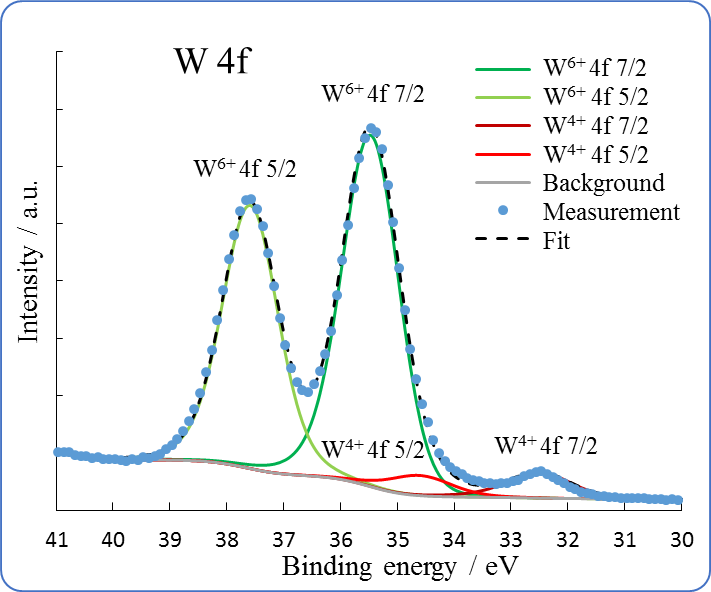 W 4f
W⁶⁺ 4f 7/2
W⁶⁺ 4f 5/2
W⁴⁺ 4f 5/2
W⁴⁺ 4f 7/2
W⁶⁺ 4f 7/2
W⁶⁺ 4f 5/2
W⁴⁺ 4f 7/2
W⁴⁺ 4f 5/2
Background
Measurement
Fit
Intensity / a.u.
41 40 39 38 37 36 35 34 33 32 31 30
Binding energy / eV